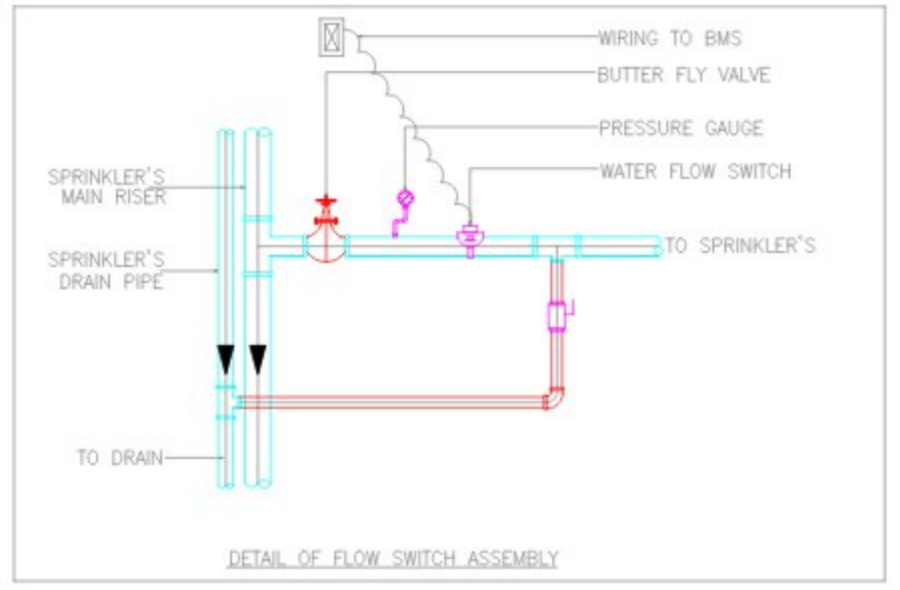 WIRING TO BMS
BUTTER FLY VALVE
PRESSURE GAUGE
WATER FLOW SWITCH
SPRINKLER'S
MAIN RISER
TO SPRINKLER'S
SPRINKLER'S
DRAIN PIPE
TO DRAIN
DETAIL OF FLOW SWITCH ASSEMBLY